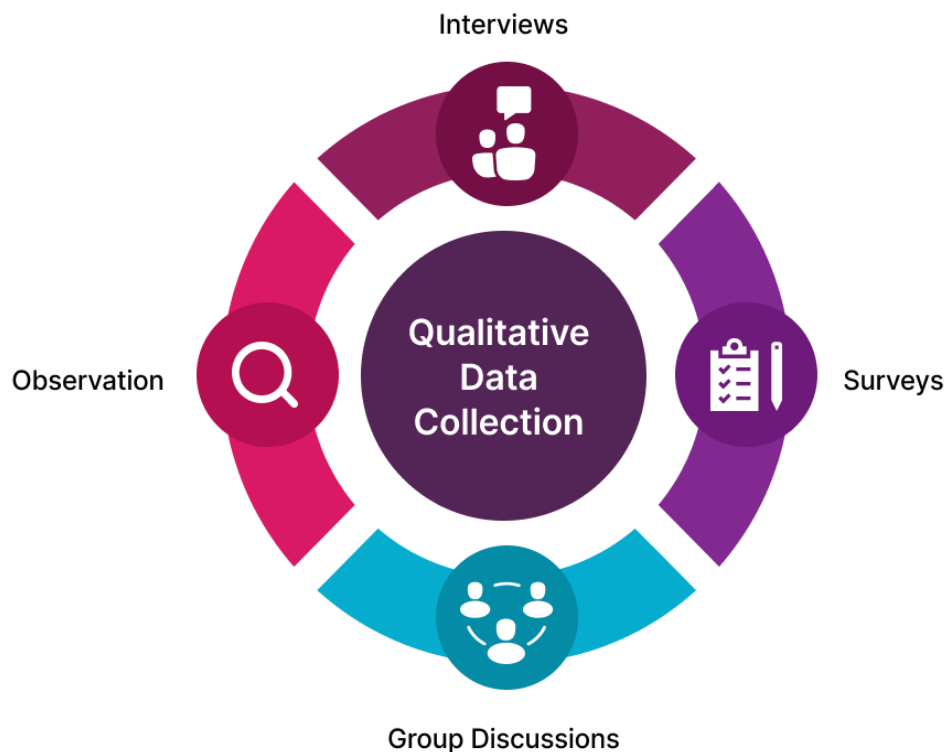 Interviews
Qualitative
Data
Collection
Observation
Surveys
Group Discussions